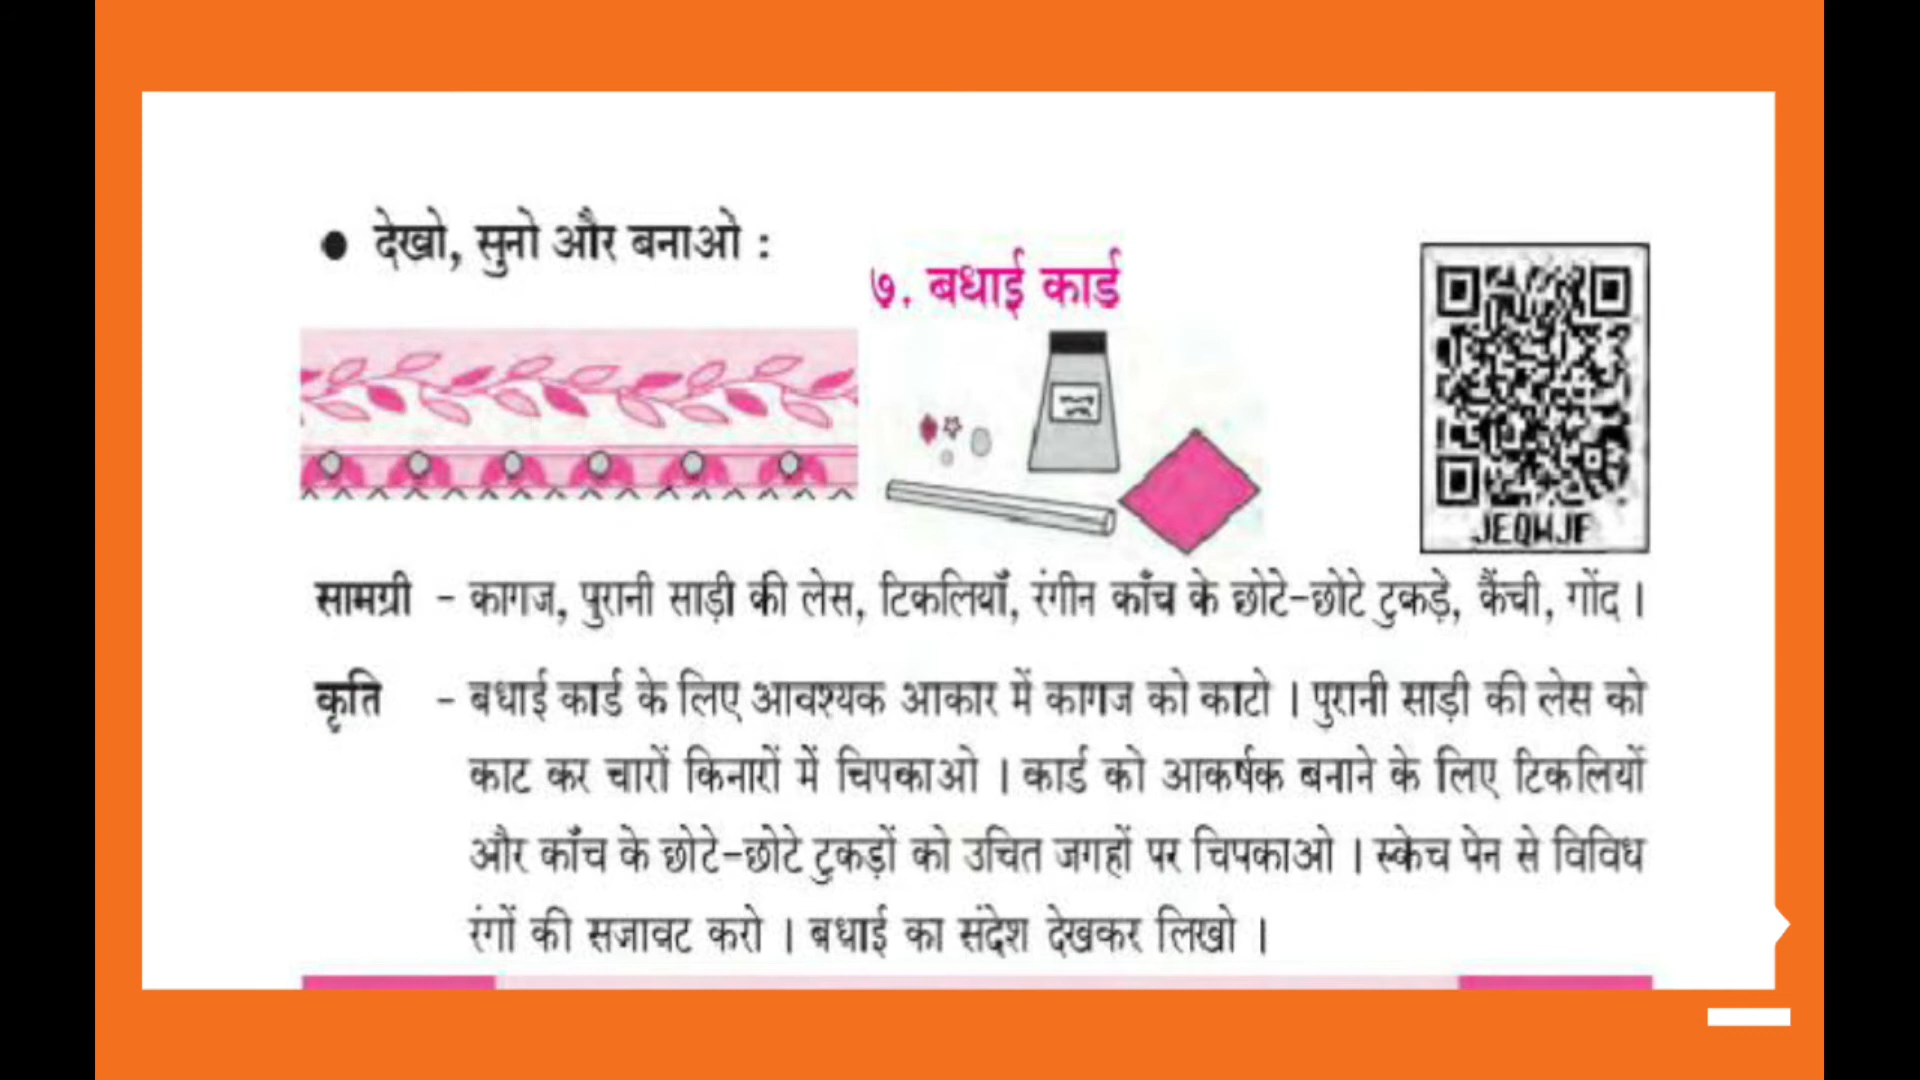 ● देखो, सुनो और बनाओ :
७. बधाई कार्ड
JEQWJF
सामग्री - कागज, पुरानी साड़ी की लेस, टिकलियाँ, रंगीन काँच के छोटे-छोटे टुकड़े, कैंची, गोंद ।
कृति - बधाई कार्ड के लिए आवश्यक आकार में कागज को काटो । पुरानी साड़ी की लेस को
काट कर चारों किनारों में चिपकाओ । कार्ड को आकर्षक बनाने के लिए टिकलियों
और काँच के छोटे-छोटे टुकड़ों को उचित जगहों पर चिपकाओ । स्केच पेन से विविध
रंगों की सजावट करो । बधाई का संदेश देखकर लिखो ।